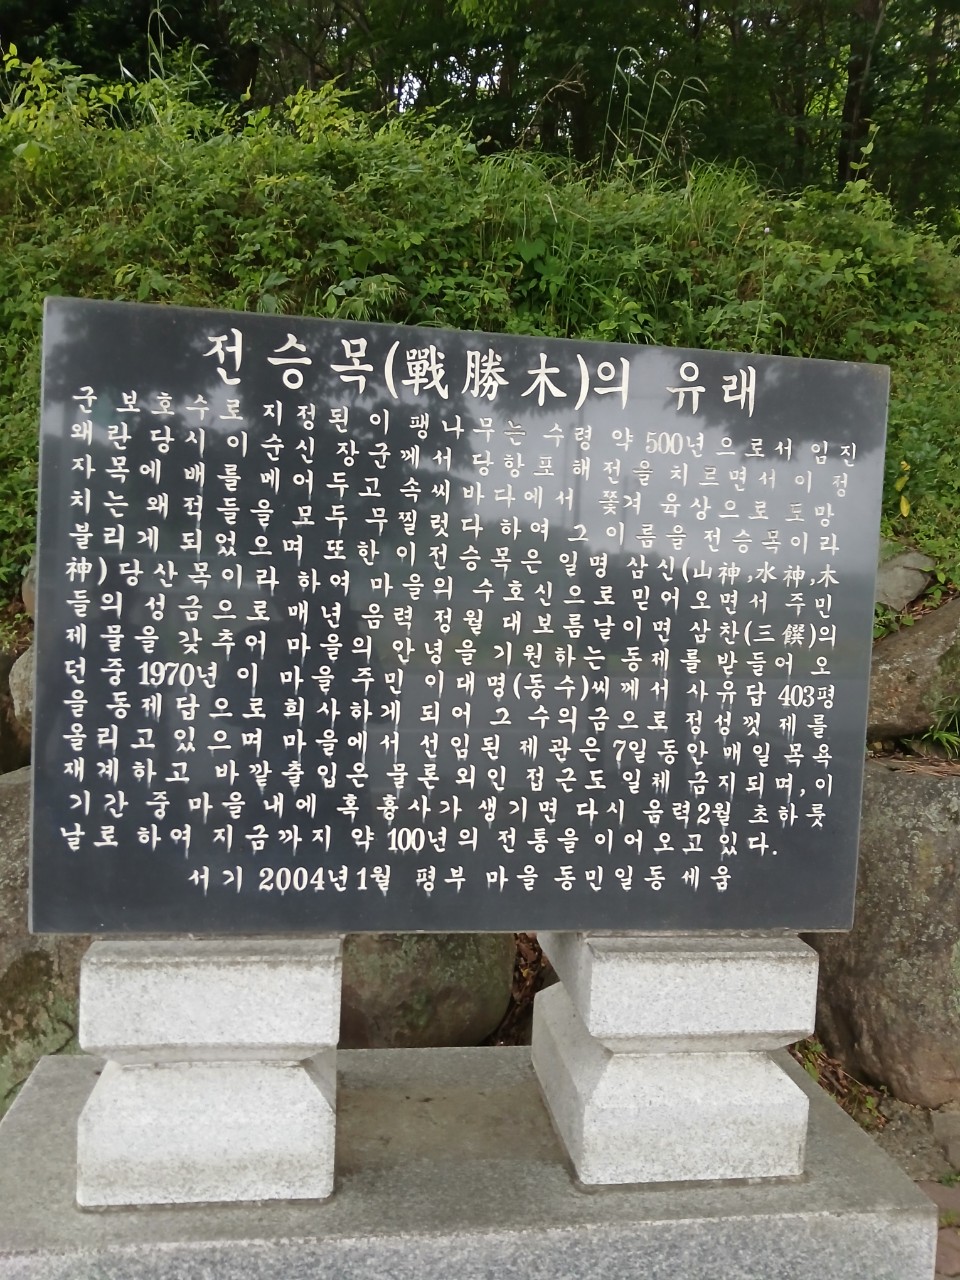 전승목(戰勝木)의 유래
군 보호수로 지정된 이 팽나무는 수령 약 500년으로서 임진
왜란 당시 이순신 장군께서 당항포 해전을 치르면서 이 정
자목에 배를 메어두고 속씨바다에서 쫓겨 육상으로 도망
치는 왜적들을 모두 무찔렀다 하여 그 이름을 전승목이라
불리게 되었으며 또한 이 전승목은 일명 삼신(山神,水神,木
神)당산목이라 하여 마을의 수호신으로 믿어오면서 주민
들의 성금으로 매년 음력 정월 대보름날이면 삼찬(三饌)의
제물을 갖추어 마을의 안녕을 기원하는 동제를 받들어 오
던 중 1970년 이 마을 주민 이대명(동수)씨께서 사유답 403평
을 동제답으로 희사하게 되어 그 수의금으로 정성껏 제를
올리고 있으며 마을에서 선임된 제관은 7일 동안 매일 목욕
재계하고 바깥출입은 물론 외인 접근도 일체 금지되며, 이
기간 중 마을 내에 혹 흉사가 생기면 다시 음력2월 초하룻
날로 하여 지금까지 약 100년의 전통을 이어오고 있다.
서기 2004년 1월 평부 마을 동민일동 세움